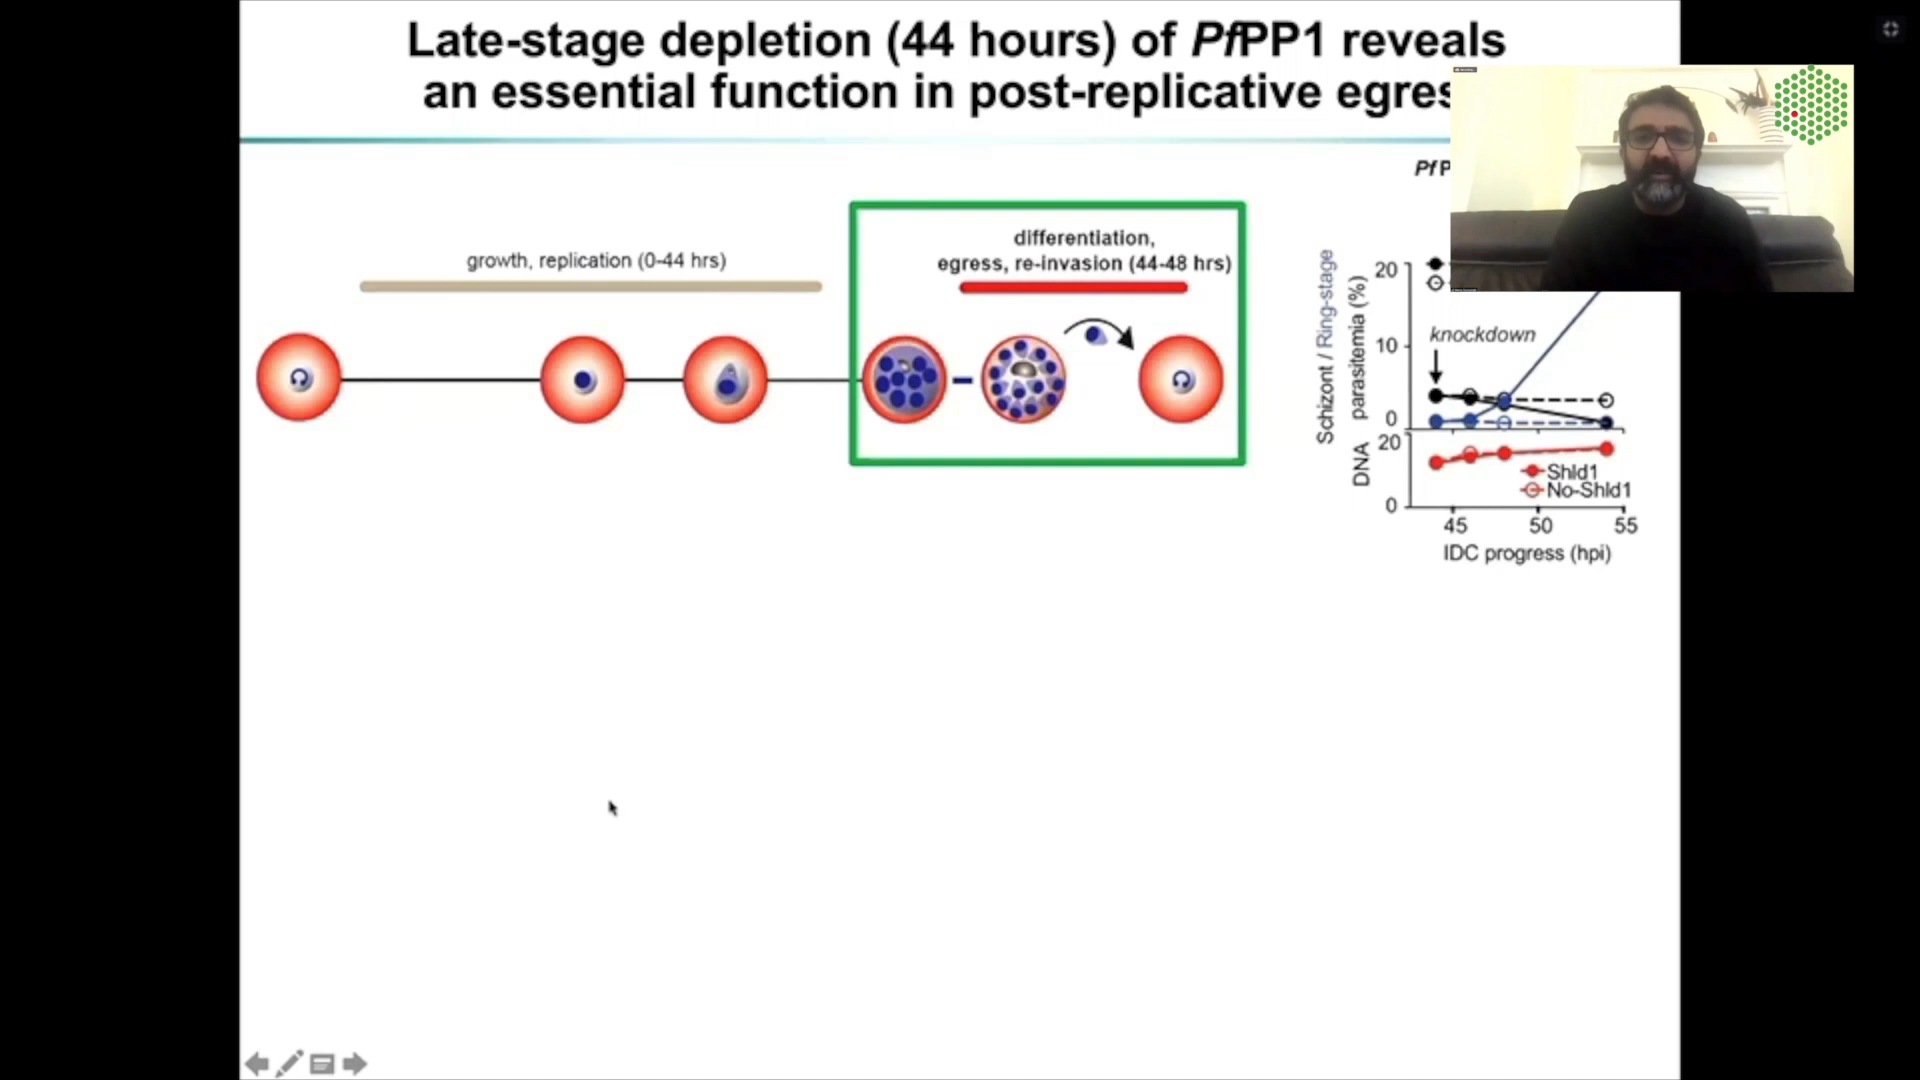 Late-stage depletion (44 hours) of PfPP1 reveals
an essential function in post-replicative egres
Pf P
growth, replication (0-44 hrs)
differentiation,
egress, re-invasion (44-48 hrs)
Schizont / Ring-stage
parasitemia (%)
20
10
0
knockdown
DNA
20
0
Shld1
No-Shld1
45 50 55
IDC progress (hpi)